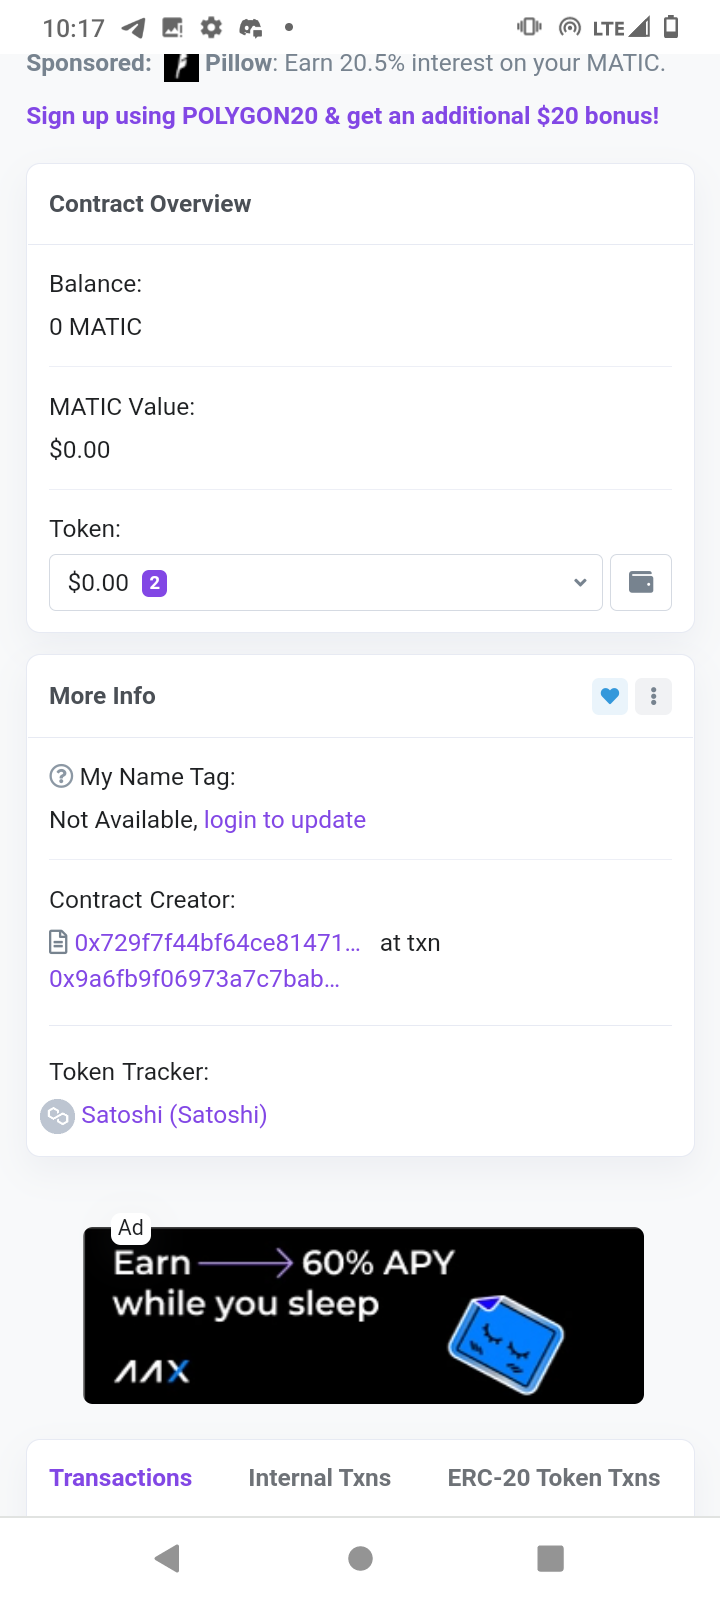 10:17 LTE
Sponsored: Pillow: Earn 20.5% interest on your MATIC.
Sign up using POLYGON20 & get an additional $20 bonus!
Contract Overview
Balance:
0 MATIC
MATIC Value:
$0.00
Token:
$0.00 2
More Info
My Name Tag:
Not Available, login to update
Contract Creator:
0x729f7f44bf64ce81471... at txn
0x9a6fb9f06973a7c7bab...
Token Tracker:
Satoshi (Satoshi)
Ad
Earn 60% APY
while you sleep
AAX
Transactions Internal Txns ERC-20 Token Txns